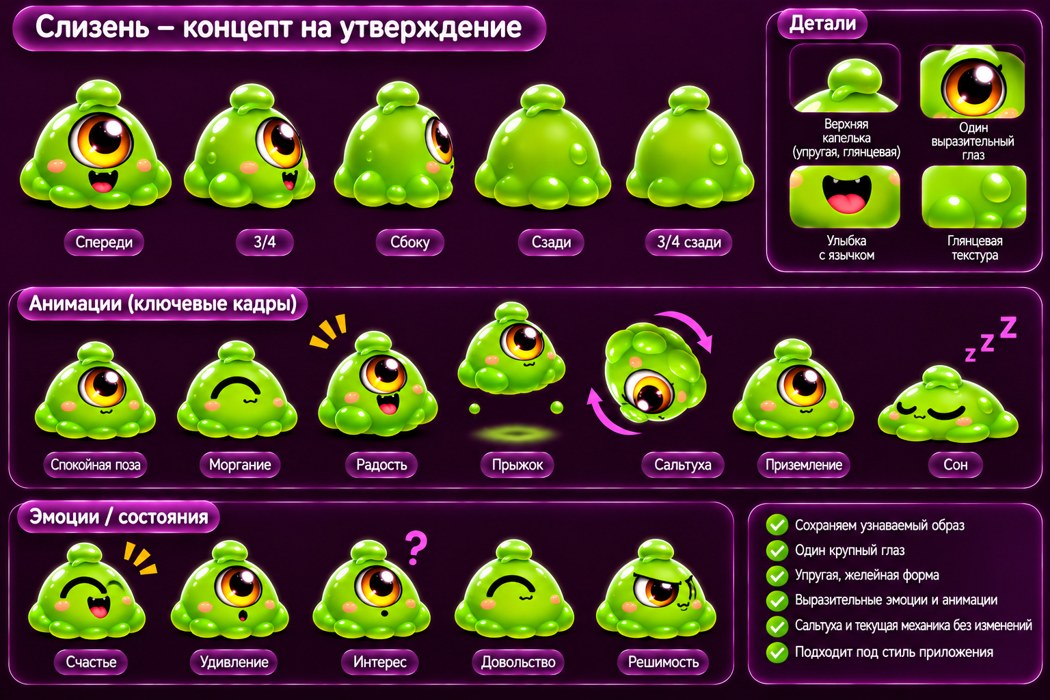 Слизень – концепт на утверждение
Спереди
3/4
Сбоку
Сзади
3/4 сзади
Детали
Верхняя
капелька
(упругая, глянцевая)
Один
выразительный
глаз
Улыбка
с язычком
Глянцевая
текстура
Анимации (ключевые кадры)
Спокойная поза
Моргание
Радость
Прыжок
Сальтуха
Приземление
z z Z
Сон
Эмоции / состояния
Счастье
Удивление
?
Интерес
Довольство
Решимость
Сохраняем узнаваемый образ
Один крупный глаз
Упругая, желейная форма
Выразительные эмоции и анимации
Сальтуха и текущая механика без изменений
Подходит под стиль приложения